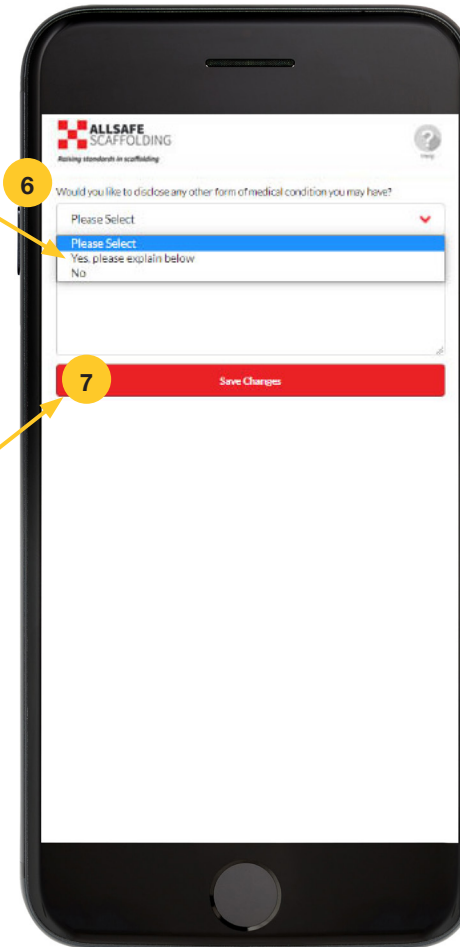 ALLSAFE
SCAFFOLDING
Raising standards in scaffolding
Help
6
Would you like to disclose any other form of medical condition you may have?
Please Select
Please Select
Yes, please explain below
No
7
Save Changes